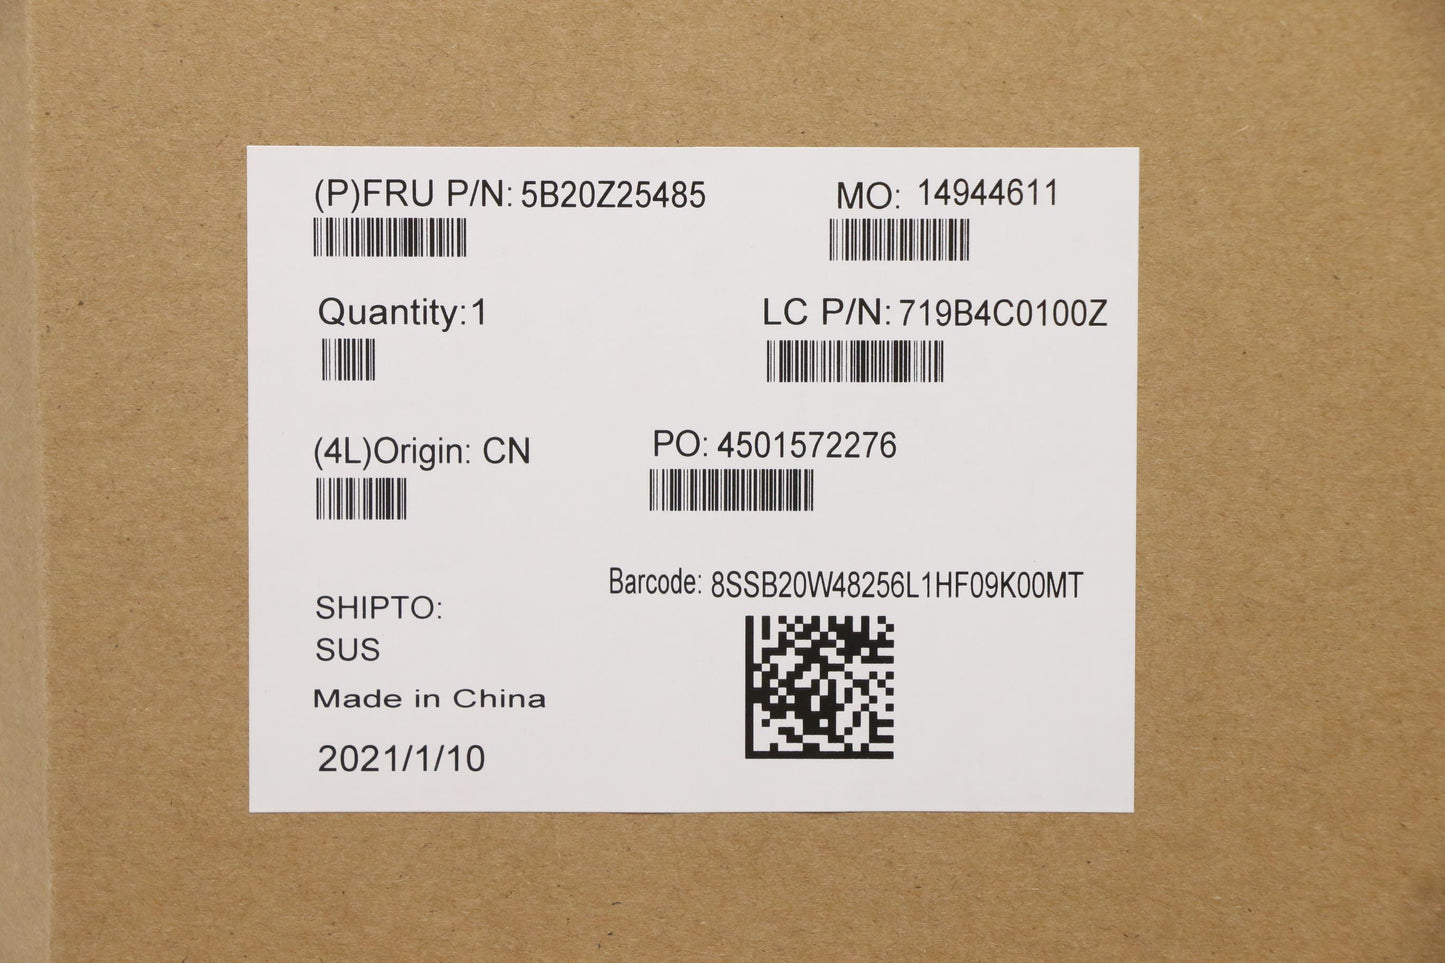 (P)FRU P/N: 5B20Z25485
MO: 14944611
Quantity:1
LC P/N: 719B4C0100Z
(4L)Origin: CN
PO: 4501572276
Barcode: 8SSB20W48256L1HF09K00MT
SHIPTO:
SUS
Made in China
2021/1/10